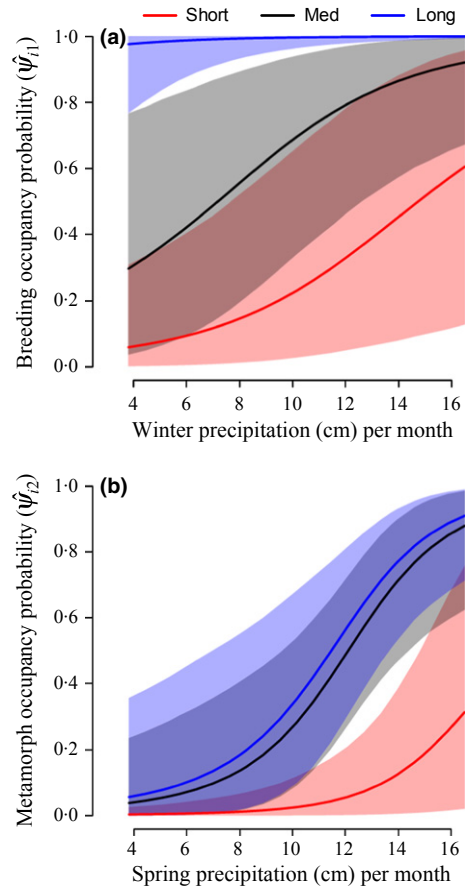 Short Med Long
(a)
Breeding occupancy probability (ψ̂i1)
1·0
0·8
0·6
0·4
0·2
0·0
4 6 8 10 12 14 16
Winter precipitation (cm) per month
(b)
Metamorph occupancy probability (ψ̂i2)
1·0
0·8
0·6
0·4
0·2
0·0
4 6 8 10 12 14 16
Spring precipitation (cm) per month